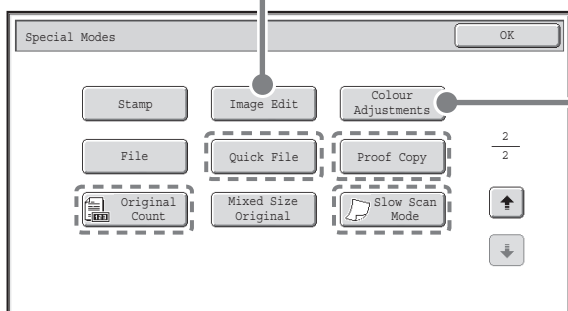 Special Modes
OK
Stamp
Image Edit
Colour
Adjustments
File
Quick File
Proof Copy
2
2
Original
Count
Mixed Size
Original
Slow Scan
Mode